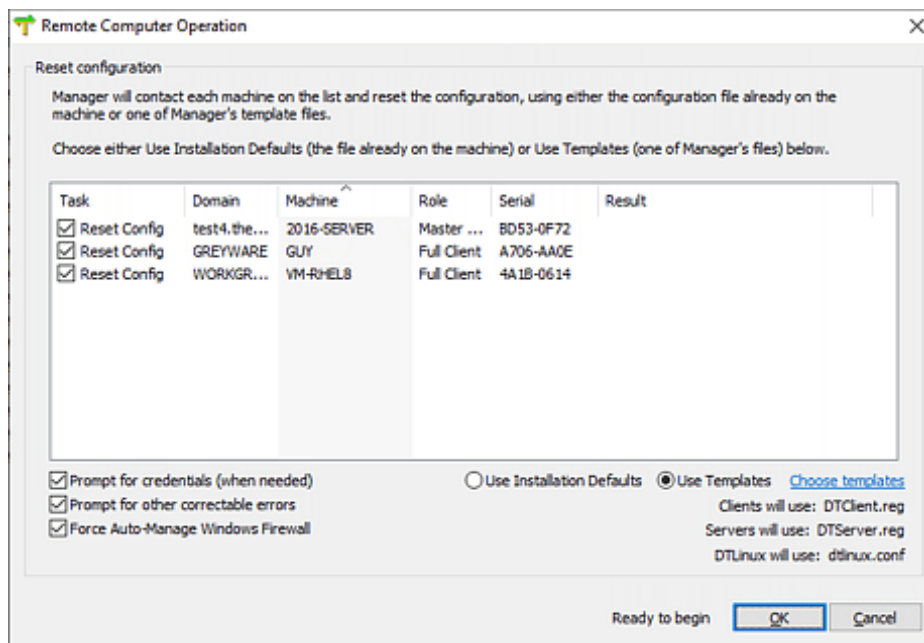 Remote Computer Operation
Reset configuration
Manager will contact each machine on the list and reset the configuration, using either the configuration file already on the
machine or one of Manager's template files.
Choose either Use Installation Defaults (the file already on the machine) or Use Templates (one of Manager's files) below.
Task Domain Machine Role Serial Result
Reset Config test4.the... 2016-SERVER Master ... BD53-0F72
Reset Config GREYWARE GUY Full Client A706-AA0E
Reset Config WORKGR... VM-RHEL8 Full Client 4A1B-0614
Prompt for credentials (when needed) Use Installation Defaults Use Templates Choose templates
Prompt for other correctable errors Clients will use: DTClient.reg
Force Auto-Manage Windows Firewall Servers will use: DTServer.reg
DTLinux will use: dtlinux.conf
Ready to begin OK Cancel